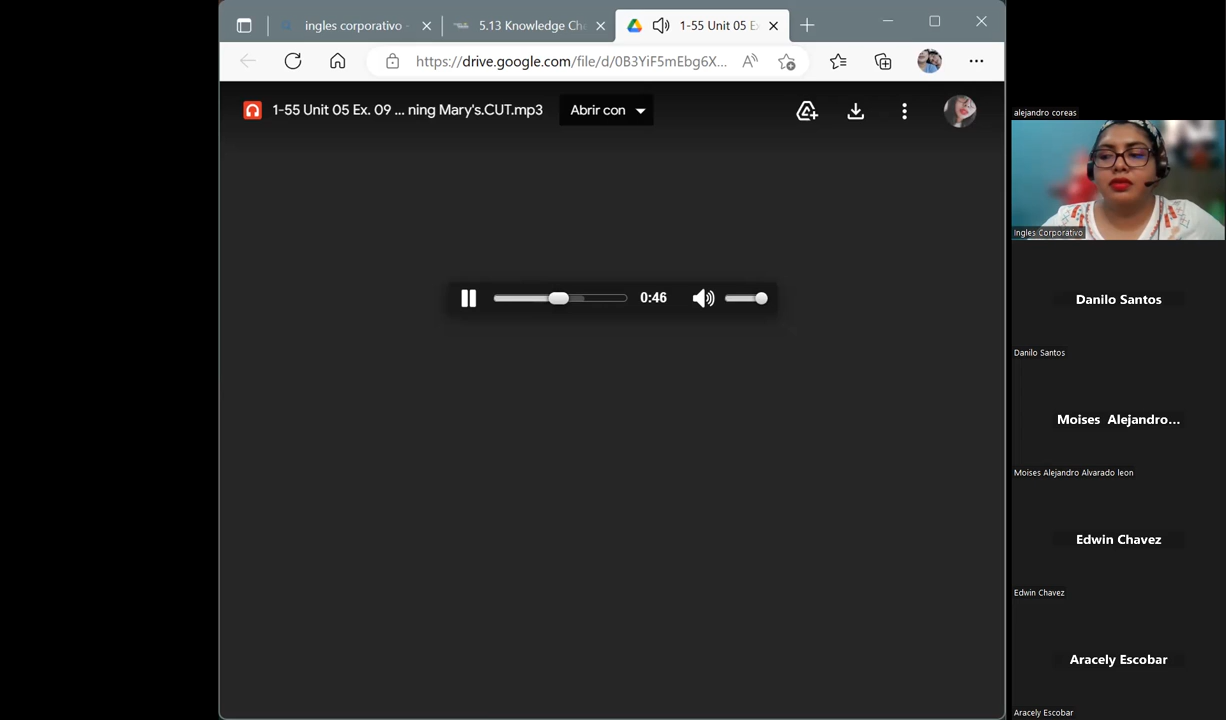 ingles corporativo -
5.13 Knowledge Che
1-55 Unit 05 Ex
https://drive.google.com/file/d/0B3YiF5mEbg6X...
1-55 Unit 05 Ex. 09 ... ning Mary's.CUT.mp3
Abrir con
0:46
alejandro coreas
Ingles Corporativo
Danilo Santos
Danilo Santos
Moises Alejandro...
Moises Alejandro Alvarado leon
Edwin Chavez
Edwin Chavez
Aracely Escobar
Aracely Escobar